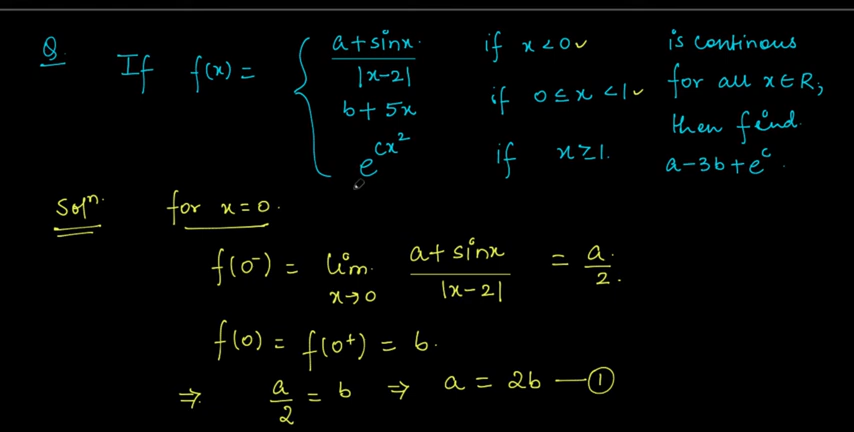 Q. If f(x) = { (a + sinx)/|x-2| if x < 0 ✓ is continous
b + 5x if 0 ≤ x < 1 ✓ for all x ∈ R,
then find
e^(cx²) if x ≥ 1. a - 3b + e^c.
Solⁿ. for x = 0.
f(0⁻) = lim x→0 (a + sinx)/|x-2| = a/2.
f(0) = f(0⁺) = b.
⇒ a/2 = b ⇒ a = 2b — ①